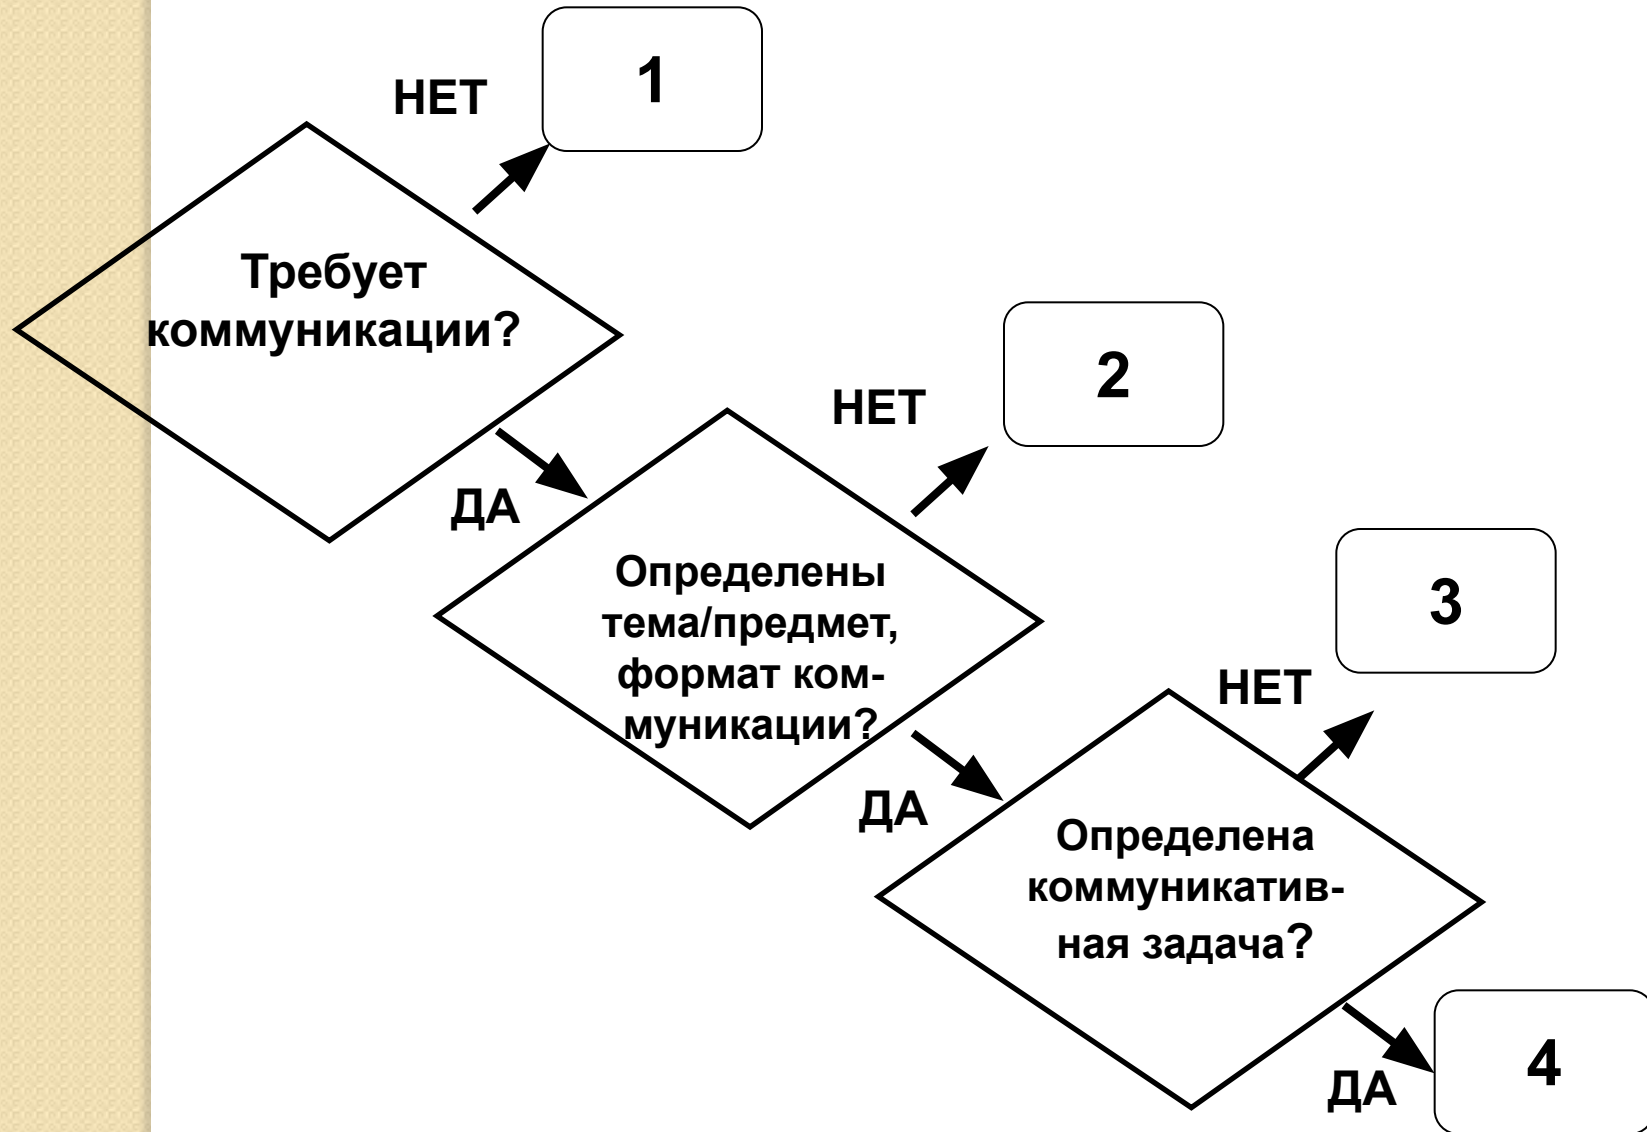 НЕТ
1
Требует
коммуникации?
ДА
НЕТ
2
Определены
тема/предмет,
формат ком-
муникации?
ДА
НЕТ
3
Определена
коммуникатив-
ная задача?
ДА
4